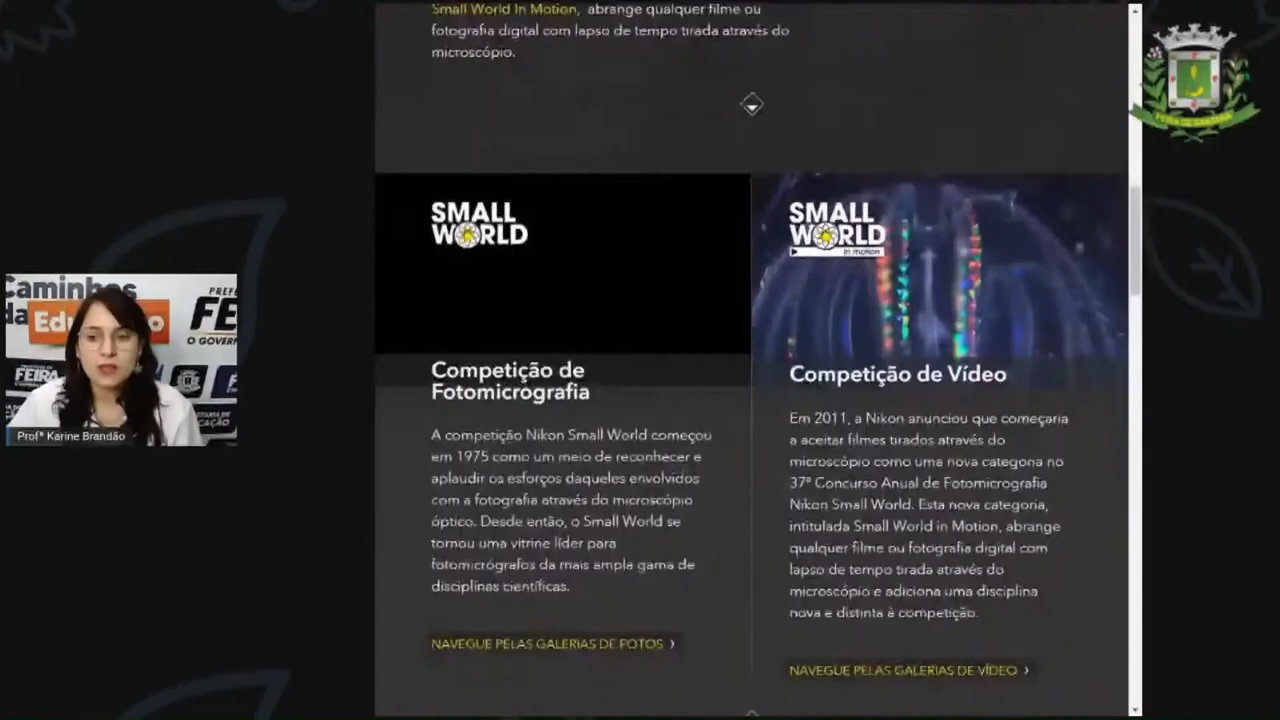 Small World In Motion, abrange qualquer filme ou
fotografia digital com lapso de tempo tirada através do
microscópio.
SMALL
WORLD
Competição de
Fotomicrografia
A competição Nikon Small World começou
em 1975 como um meio de reconhecer e
aplaudir os esforços daqueles envolvidos
com a fotografia através do microscópio
óptico. Desde então, o Small World se
tornou uma vitrine líder para
fotomicrógrafos da mais ampla gama de
disciplinas científicas.
NAVEGUE PELAS GALERIAS DE FOTOS ›
SMALL
WORLD
in motion
Competição de Vídeo
Em 2011, a Nikon anunciou que começaria
a aceitar filmes tirados através do
microscópio como uma nova categoria no
37º Concurso Anual de Fotomicrografia
Nikon Small World. Esta nova categoria,
intitulada Small World in Motion, abrange
qualquer filme ou fotografia digital com
lapso de tempo tirada através do
microscópio e adiciona uma disciplina
nova e distinta à competição.
NAVEGUE PELAS GALERIAS DE VÍDEO ›
Caminhos
da
Edu o
PREFE
FE
O GOVER
FEIRA
Profª Karine Brandão